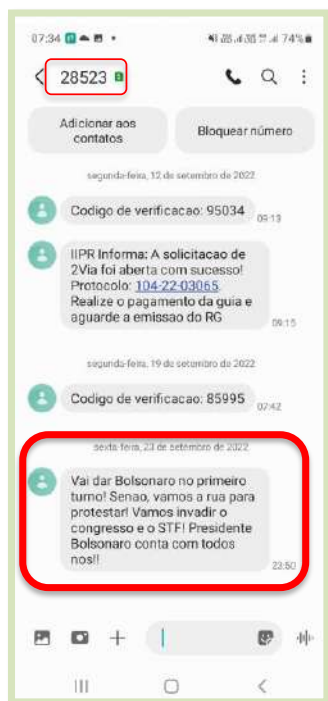 07:34 74%
28523
Adicionar aos
contatos
Bloquear número
segunda-feira, 12 de setembro de 2022
Codigo de verificacao: 95034
09:13
IIPR Informa: A solicitacao de
2Via foi aberta com sucesso!
Protocolo: 104-22-03065.
Realize o pagamento da guia e
aguarde a emissao do RG
09:15
segunda-feira, 19 de setembro de 2022
Codigo de verificacao: 85995
07:42
sexta-feira, 23 de setembro de 2022
Vai dar Bolsonaro no primeiro
turno! Senao, vamos a rua para
protestar! Vamos invadir o
congresso e o STF! Presidente
Bolsonaro conta com todos
nos!!
23:50